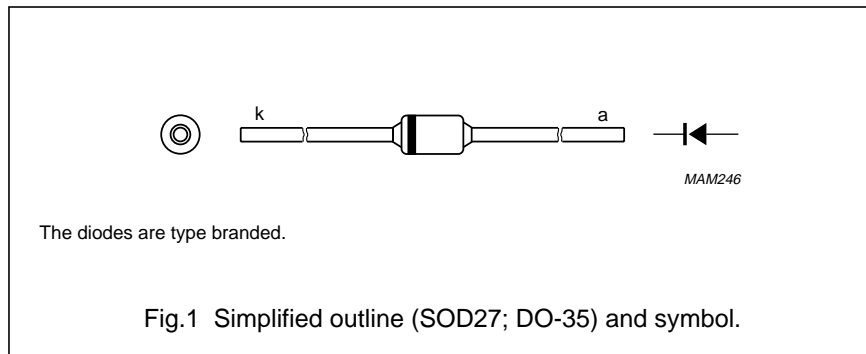 k
a
MAM246
The diodes are type branded.
Fig.1 Simplified outline (SOD27; DO-35) and symbol.